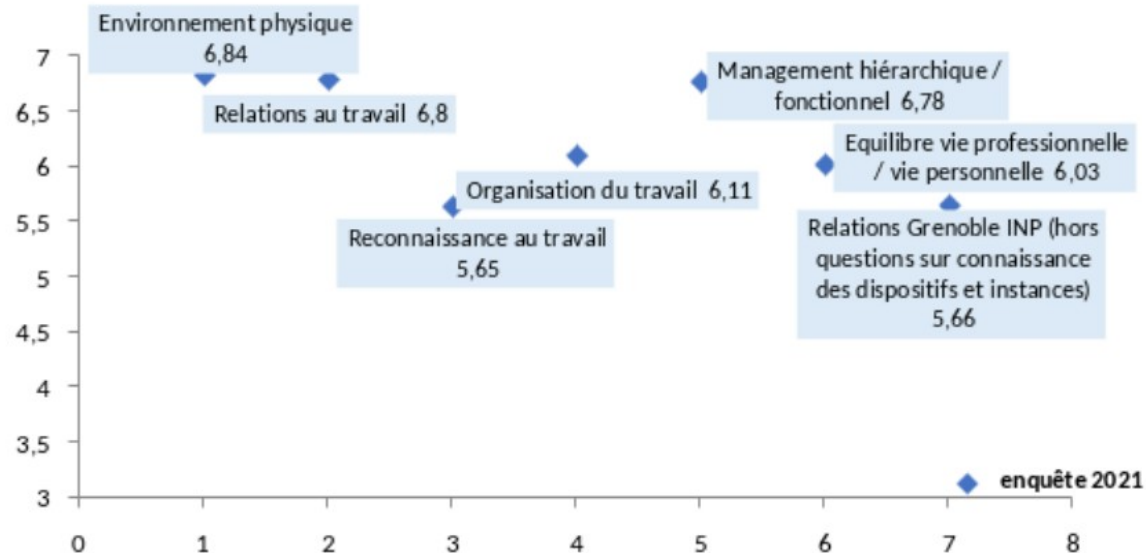 Environnement physique
6,84
Relations au travail 6,8
Reconnaissance au travail
5,65
Organisation du travail 6,11
Management hiérarchique /
fonctionnel 6,78
Equilibre vie professionnelle
/ vie personnelle 6,03
Relations Grenoble INP (hors
questions sur connaissance
des dispositifs et instances)
5,66
enquête 2021
7
6,5
6
5,5
5
4,5
4
3,5
3
0 1 2 3 4 5 6 7 8